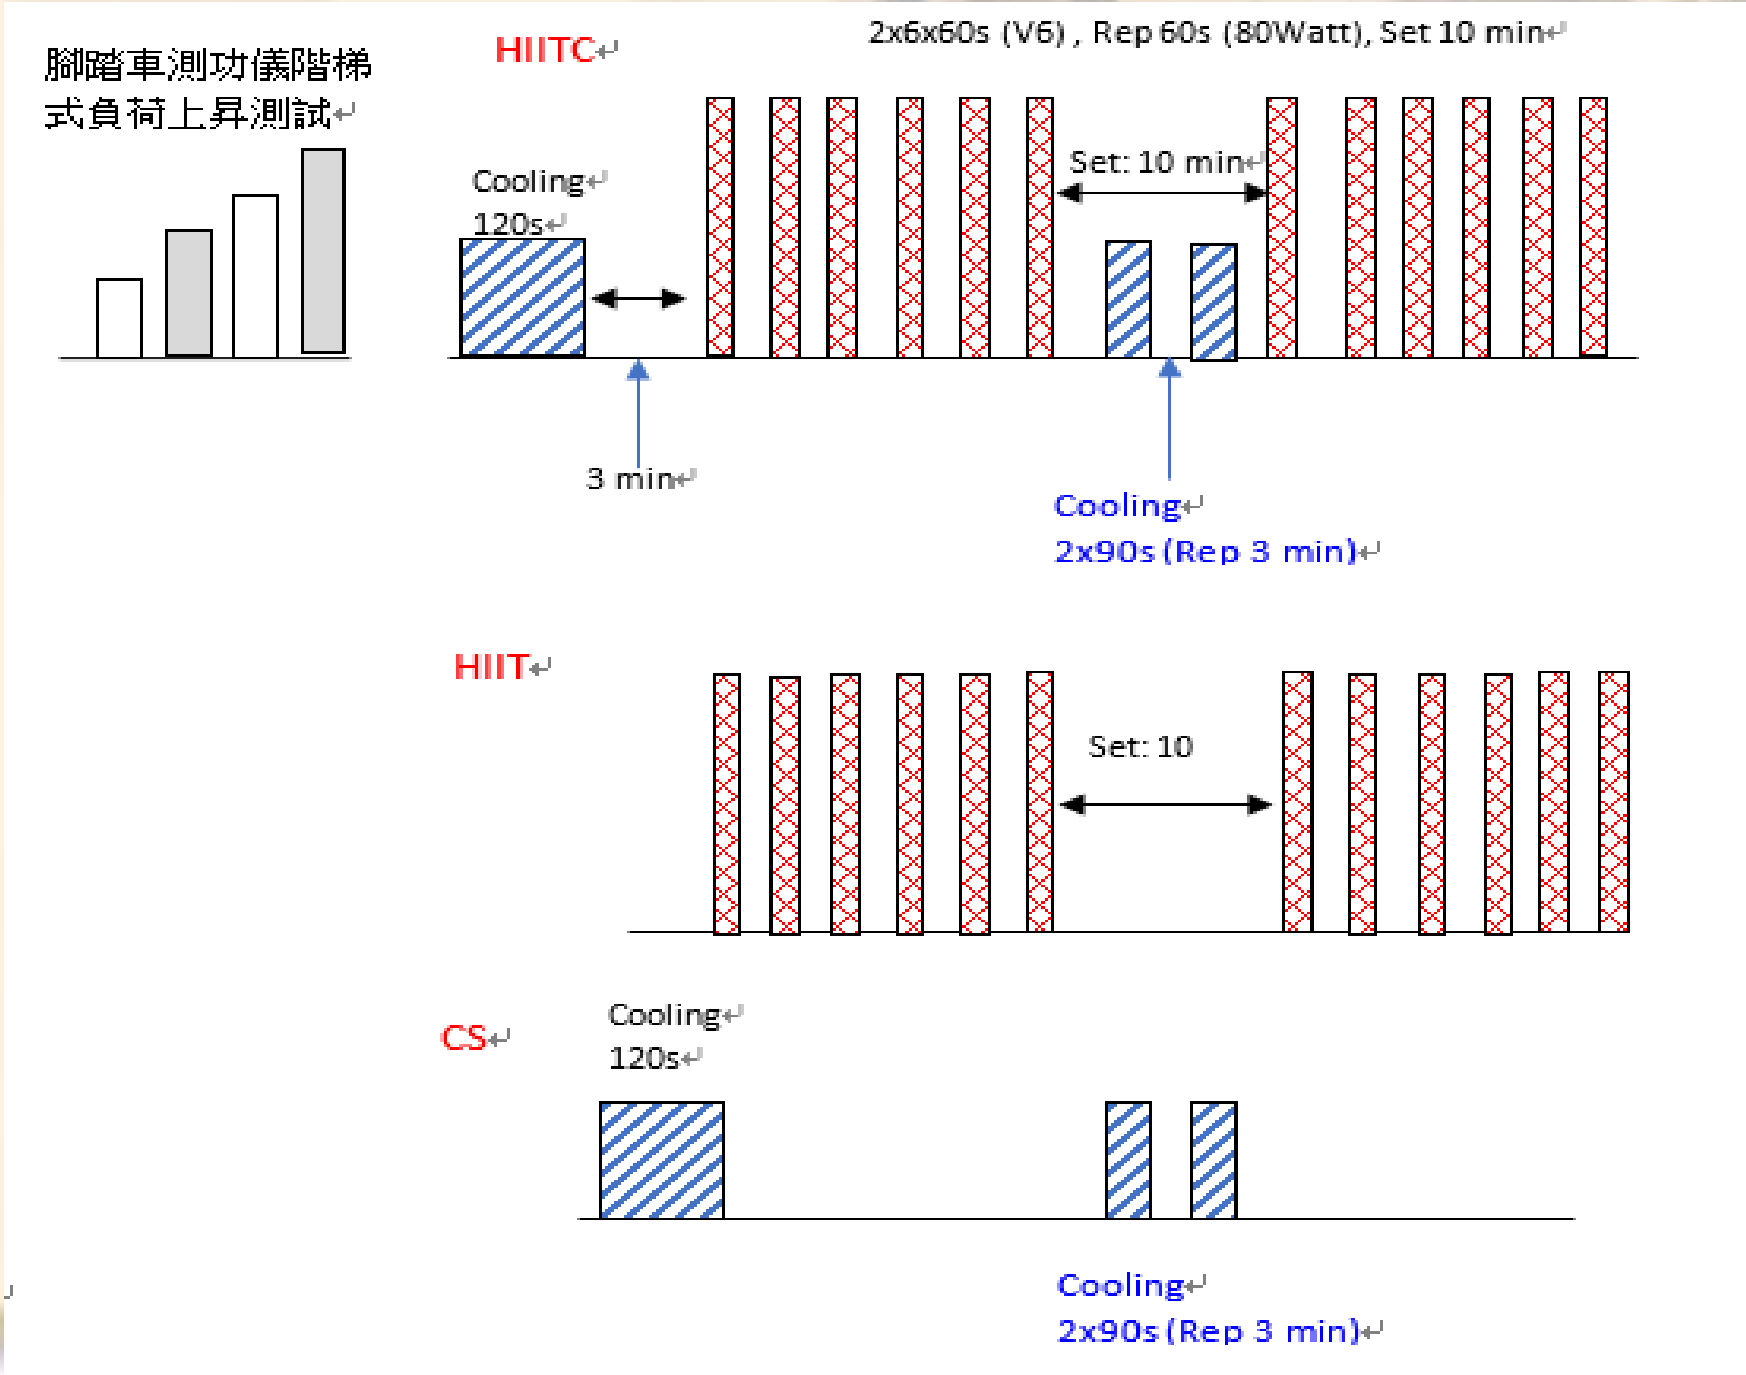 腳踏車測功儀階梯
式負荷上昇測試↵
HIITC↵
2x6x60s (V6) , Rep 60s (80Watt), Set 10 min↵
Cooling↵
120s↵
Set: 10 min↵
3 min↵
Cooling↵
2x90s (Rep 3 min)↵
HIIT↵
Set: 10
CS↵
Cooling↵
120s↵
Cooling↵
2x90s (Rep 3 min)↵